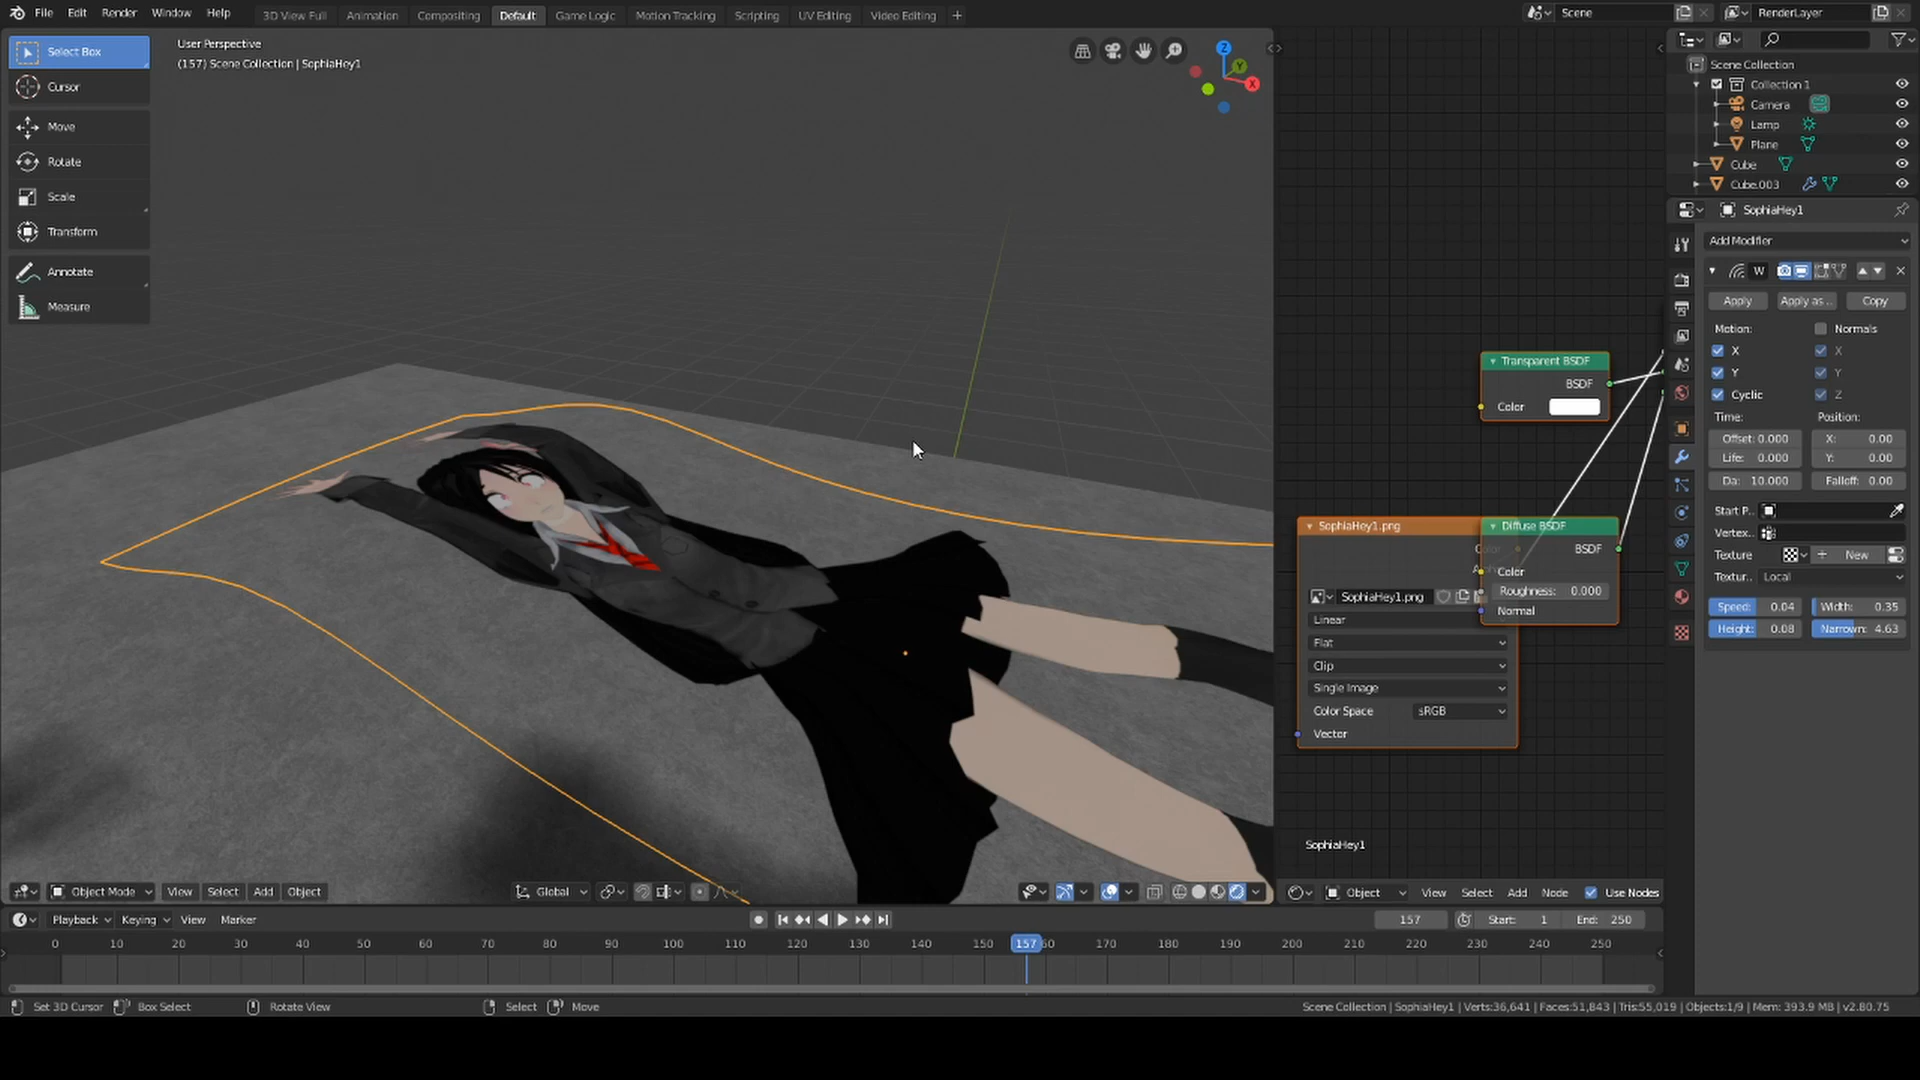 File Edit Render Window Help 3D View Full Animation Compositing Default Game Logic Motion Tracking Scripting UV Editing Video Editing + Scene RenderLayer
Select Box
Cursor
Move
Rotate
Scale
Transform
Annotate
Measure
User Perspective
(157) Scene Collection | SophiaHey1
Z
Y
X
Object Mode View Select Add Object Global
Transparent BSDF
BSDF
Color
SophiaHey1.png
SophiaHey1.png
Linear
Flat
Clip
Single Image
Color Space sRGB
Vector
Diffuse BSDF
BSDF
Color
Roughness: 0.000
Normal
SophiaHey1
Object View Select Add Node Use Nodes
Scene Collection
Collection 1
Camera
Lamp
Plane
Cube
Cube.003
SophiaHey1
Add Modifier
W
Apply Apply as .. Copy
Motion: Normals
X X
Y Y
Cyclic Z
Time: Position:
Offset: 0.000 X: 0.00
Life: 0.000 Y: 0.00
Da: 10.000 Falloff: 0.00
Start P..
Vertex..
Texture + New
Textur.. Local
Speed: 0.04 Width: 0.35
Height: 0.08 Narrown: 4.63
Playback Keying View Marker 157 Start: 1 End: 250
0 10 20 30 40 50 60 70 80 90 100 110 120 130 140 150 157 60 170 180 190 200 210 220 230 240 250
Set 3D Cursor Box Select Rotate View Select Move Scene Collection | SophiaHey1 | Verts:36,641 | Faces:51,843 | Tris:55,019 | Objects:1/9 | Mem: 393.9 MB | v2.80.75